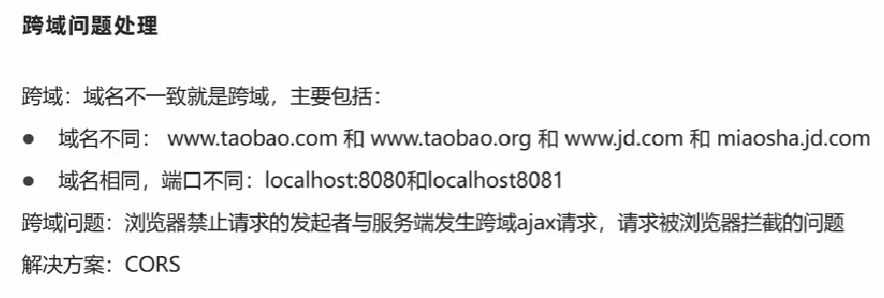 跨域问题处理
跨域：域名不一致就是跨域，主要包括：
● 域名不同： www.taobao.com 和 www.taobao.org 和 www.jd.com 和 miaosha.jd.com
● 域名相同，端口不同：localhost:8080和localhost8081
跨域问题：浏览器禁止请求的发起者与服务端发生跨域ajax请求，请求被浏览器拦截的问题
解决方案：CORS